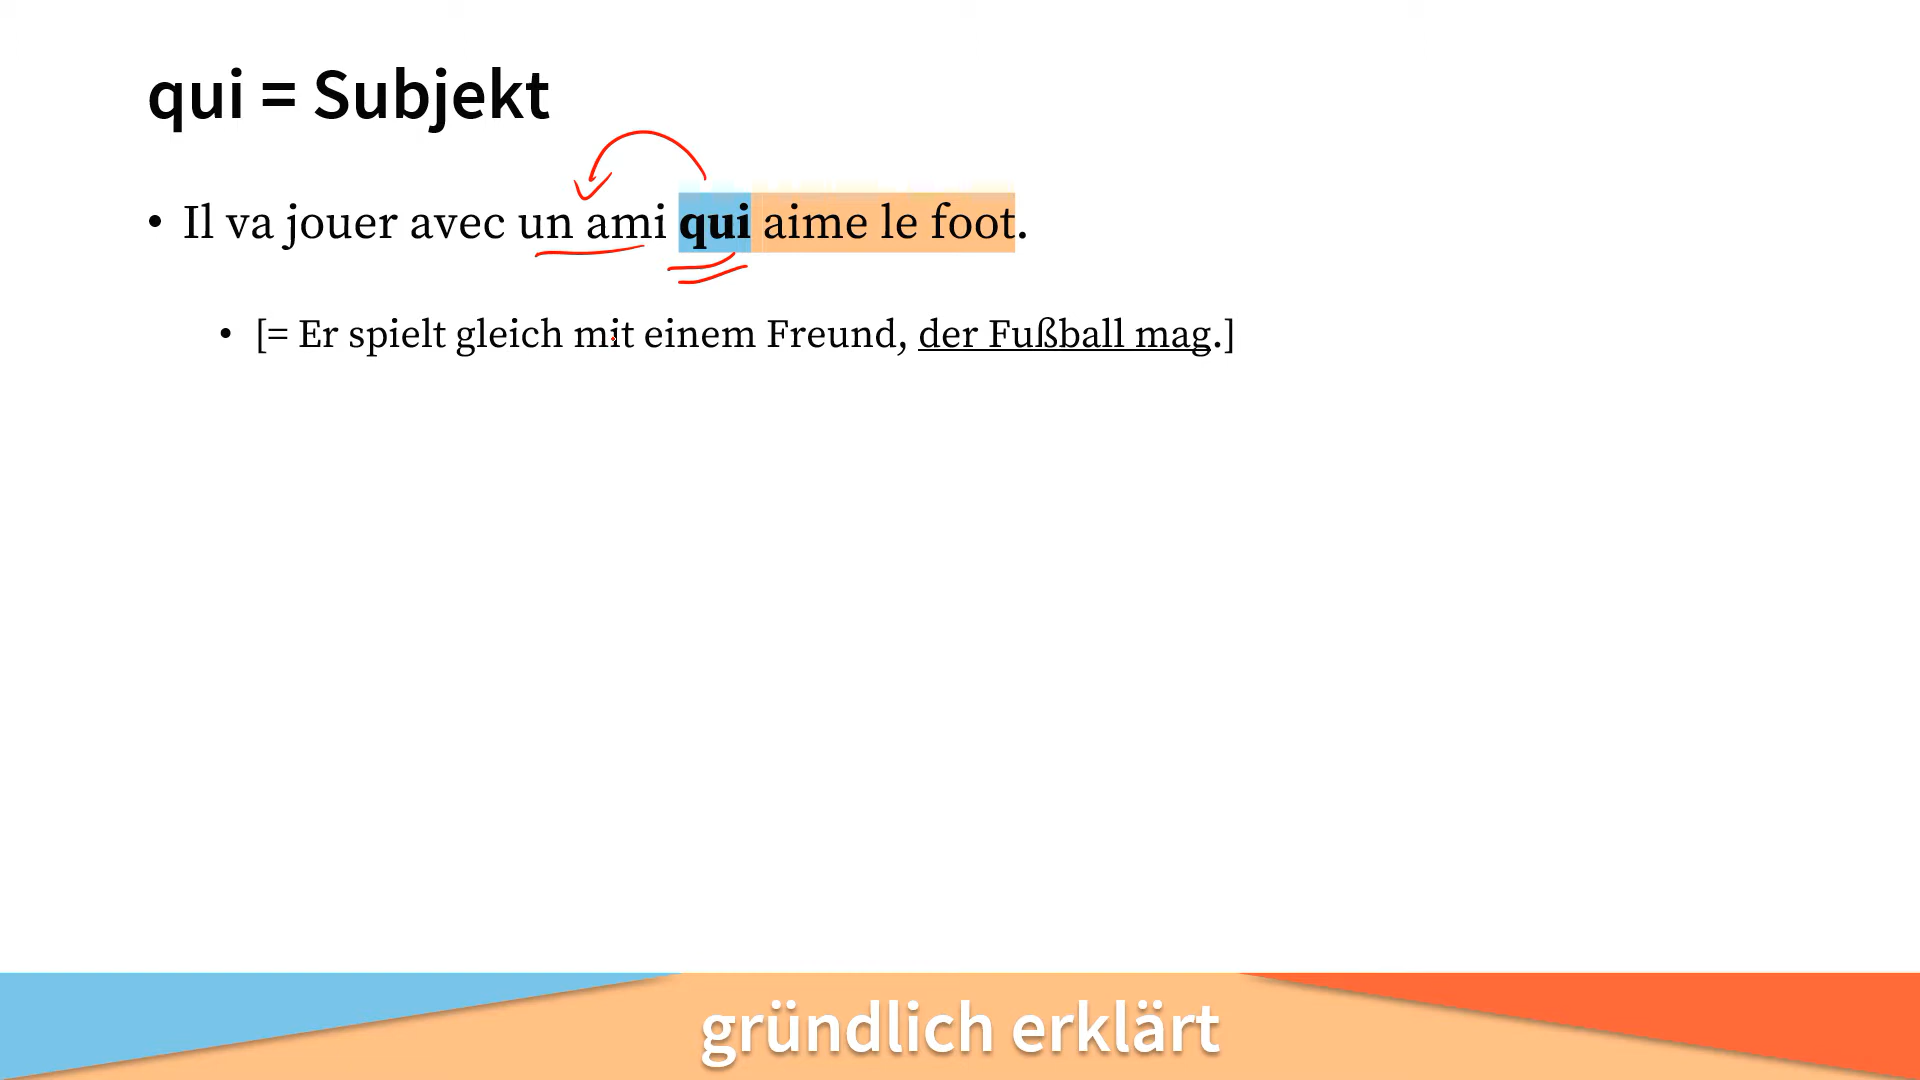 qui = Subjekt
• Il va jouer avec un ami qui aime le foot.
• [= Er spielt gleich mit einem Freund, der Fußball mag.]
gründlich erklärt